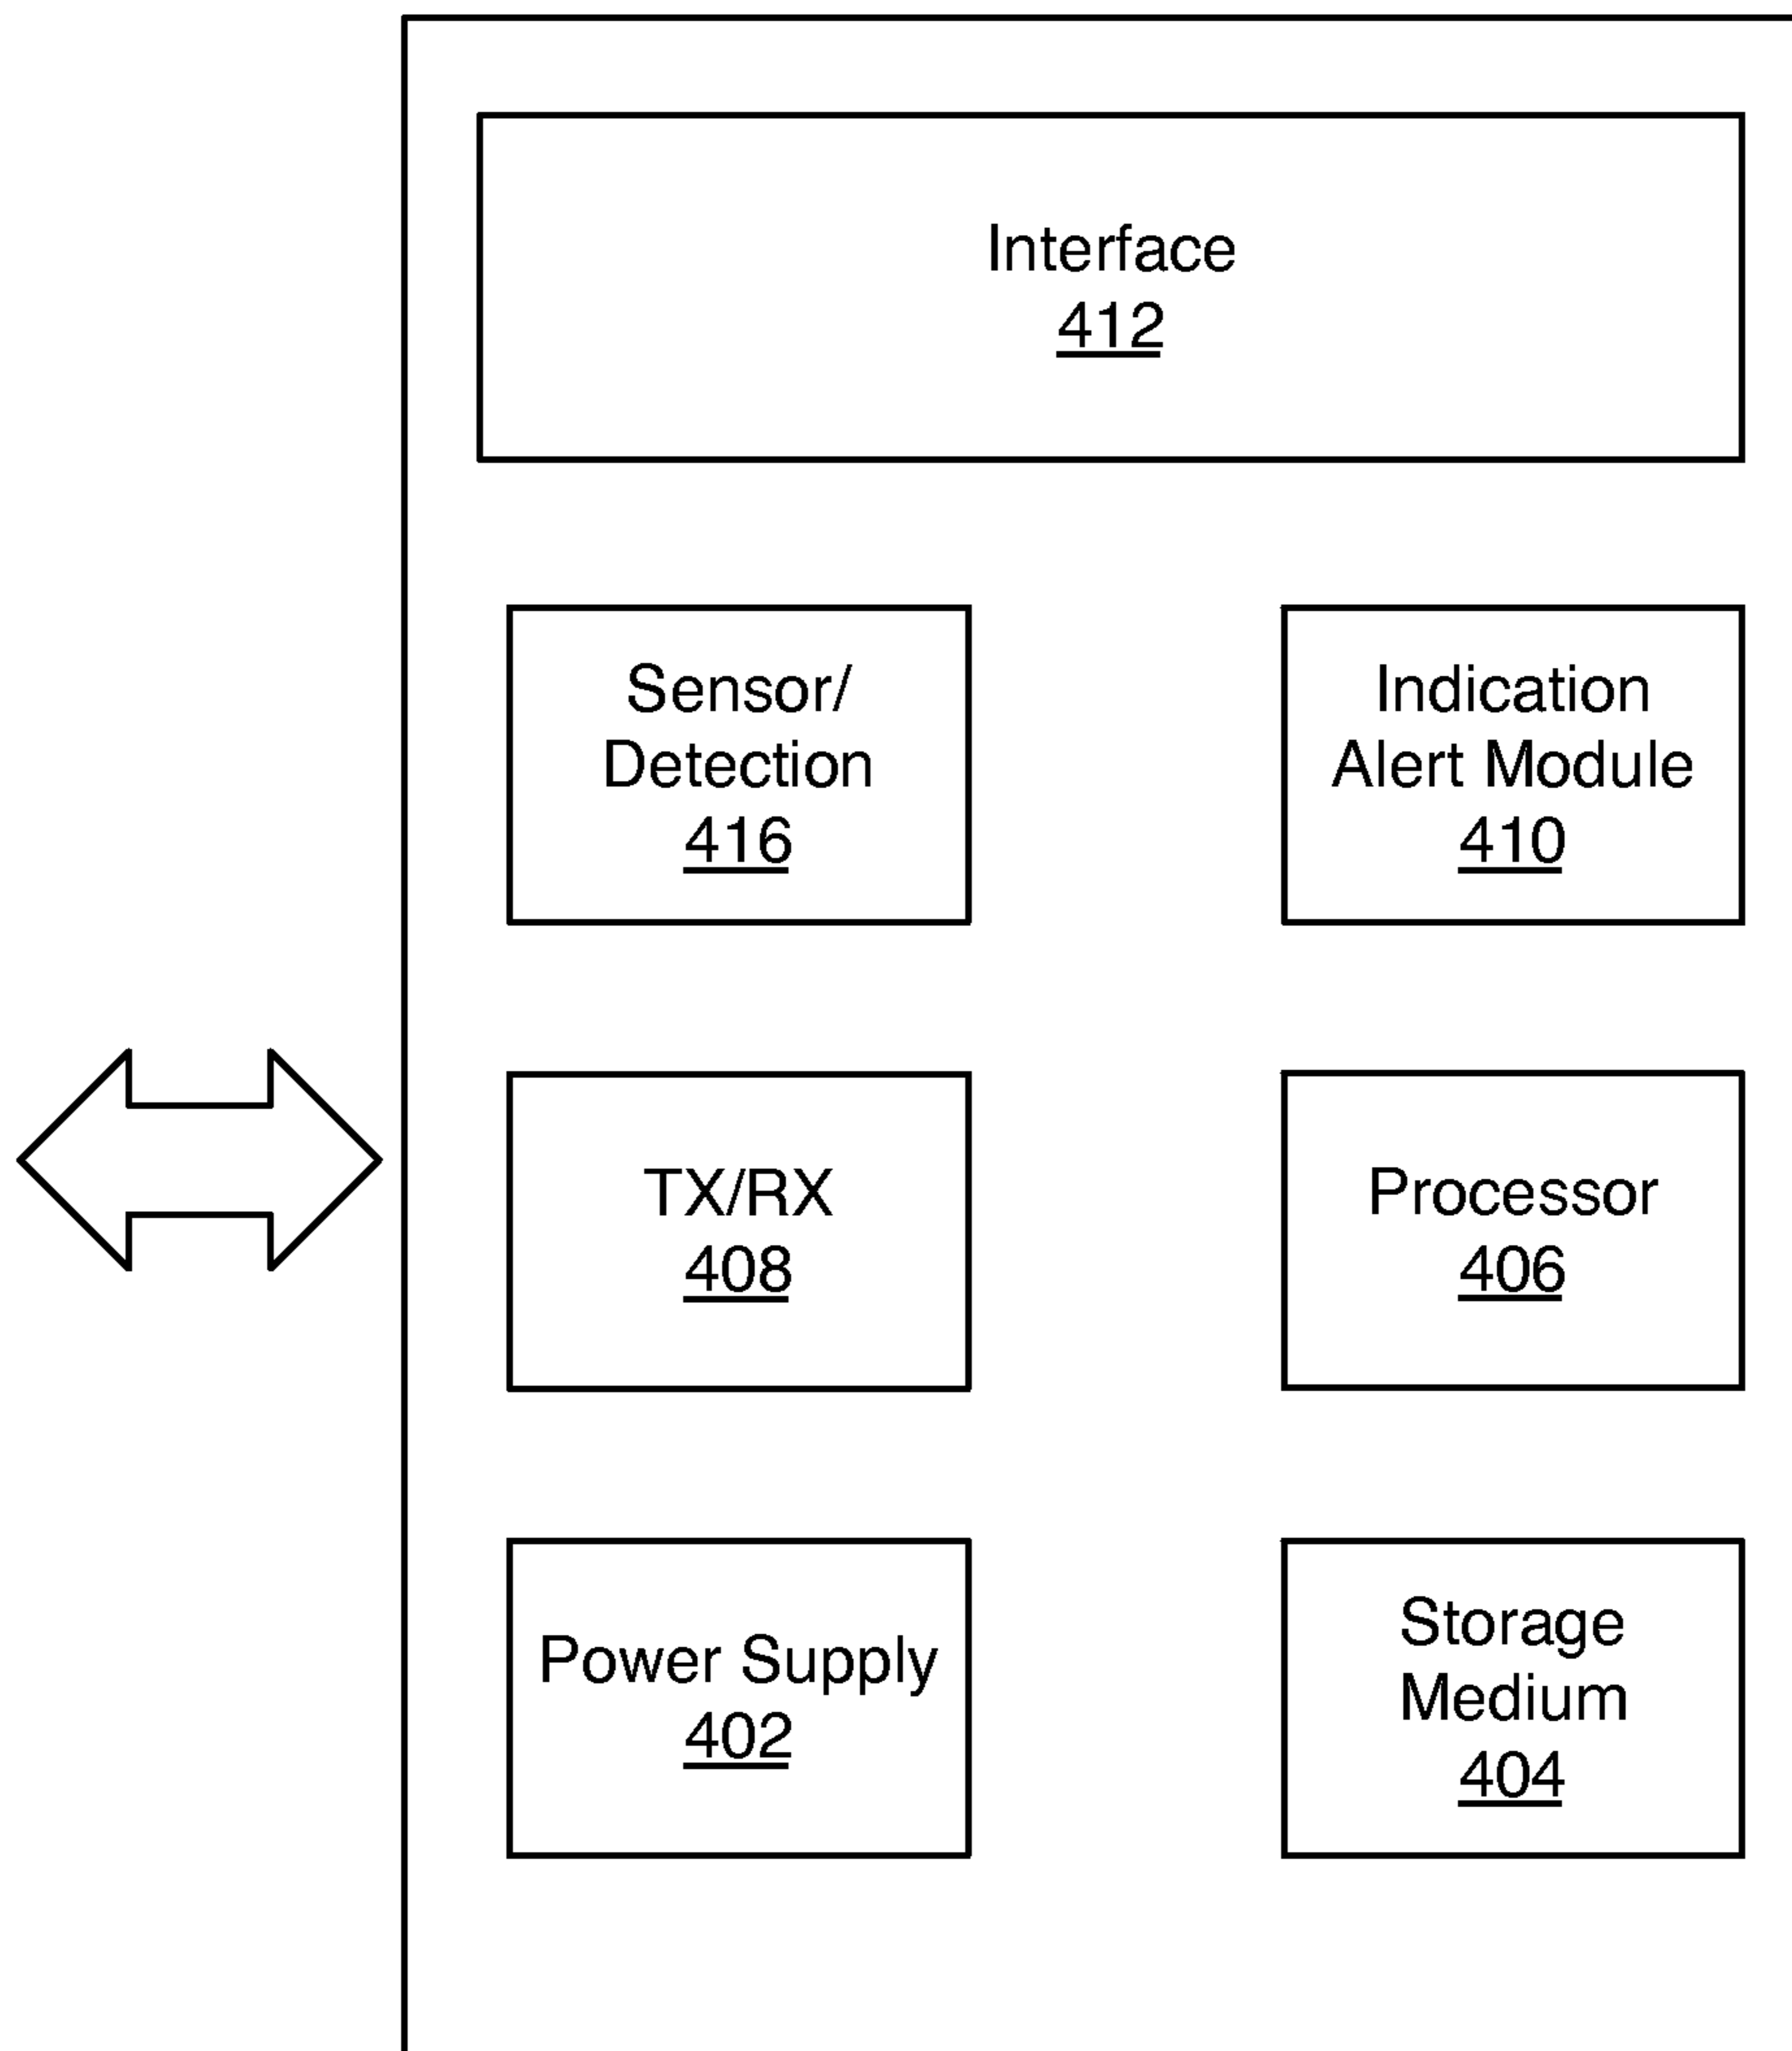 Interface
412
Sensor/
Detection
416
Indication
Alert Module
410
TX/RX
408
Processor
406
Power Supply
402
Storage
Medium
404